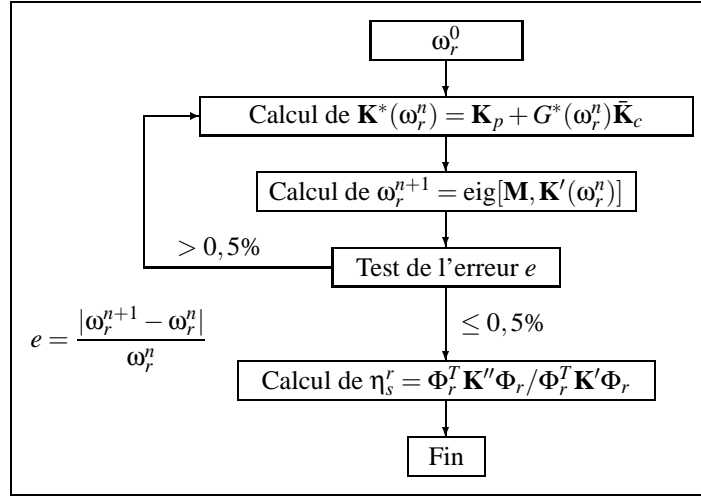 ω_r^0
Calcul de K*(ω_r^n) = K_p + G*(ω_r^n)K̄_c
Calcul de ω_r^{n+1} = eig[M, K′(ω_r^n)]
> 0,5%
Test de l'erreur e
≤ 0,5%
e = |ω_r^{n+1} − ω_r^n| / ω_r^n
Calcul de η_s^r = Φ_r^T K″Φ_r/Φ_r^T K′Φ_r
Fin